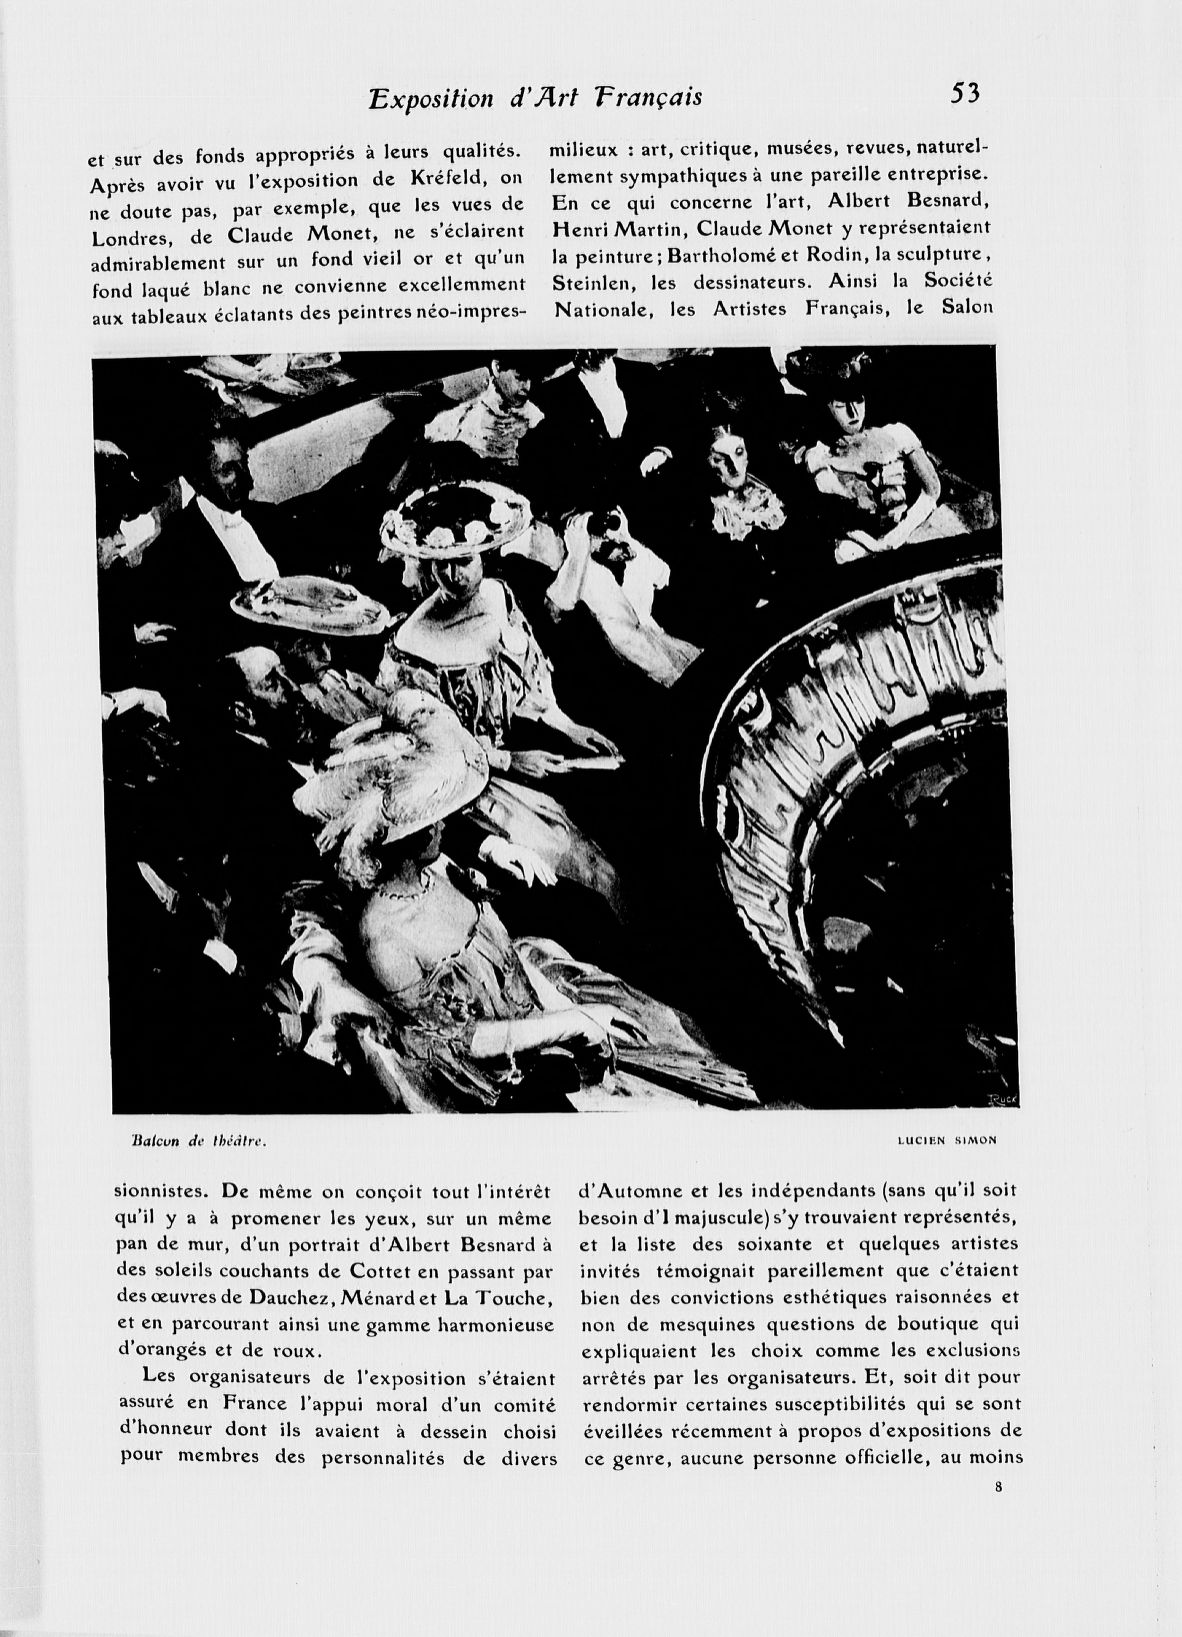 Exposition d'Art Français 53
et sur des fonds appropriés à leurs qualités.
Après avoir vu l'exposition de Kréfeld, on
ne doute pas, par exemple, que les vues de
Londres, de Claude Monet, ne s'éclairent
admirablement sur un fond vieil or et qu'un
fond laqué blanc ne convienne excellemment
aux tableaux éclatants des peintres néo-impres-
sionnistes. De même on conçoit tout l'intérêt
qu'il y a à promener les yeux, sur un même
pan de mur, d'un portrait d'Albert Besnard à
des soleils couchants de Cottet en passant par
des œuvres de Dauchez, Ménard et La Touche,
et en parcourant ainsi une gamme harmonieuse
d'orangés et de roux.
Les organisateurs de l'exposition s'étaient
assuré en France l'appui moral d'un comité
d'honneur dont ils avaient à dessein choisi
pour membres des personnalités de divers
milieux : art, critique, musées, revues, naturel-
lement sympathiques à une pareille entreprise.
En ce qui concerne l'art, Albert Besnard,
Henri Martin, Claude Monet y représentaient
la peinture ; Bartholomé et Rodin, la sculpture,
Steinlen, les dessinateurs. Ainsi la Société
Nationale, les Artistes Français, le Salon
d'Automne et les indépendants (sans qu'il soit
besoin d'I majuscule) s'y trouvaient représentés,
et la liste des soixante et quelques artistes
invités témoignait pareillement que c'étaient
bien des convictions esthétiques raisonnées et
non de mesquines questions de boutique qui
expliquaient les choix comme les exclusions
arrêtés par les organisateurs. Et, soit dit pour
rendormir certaines susceptibilités qui se sont
éveillées récemment à propos d'expositions de
ce genre, aucune personne officielle, au moins
Ruck
Balcon de théâtre.
LUCIEN SIMON
8